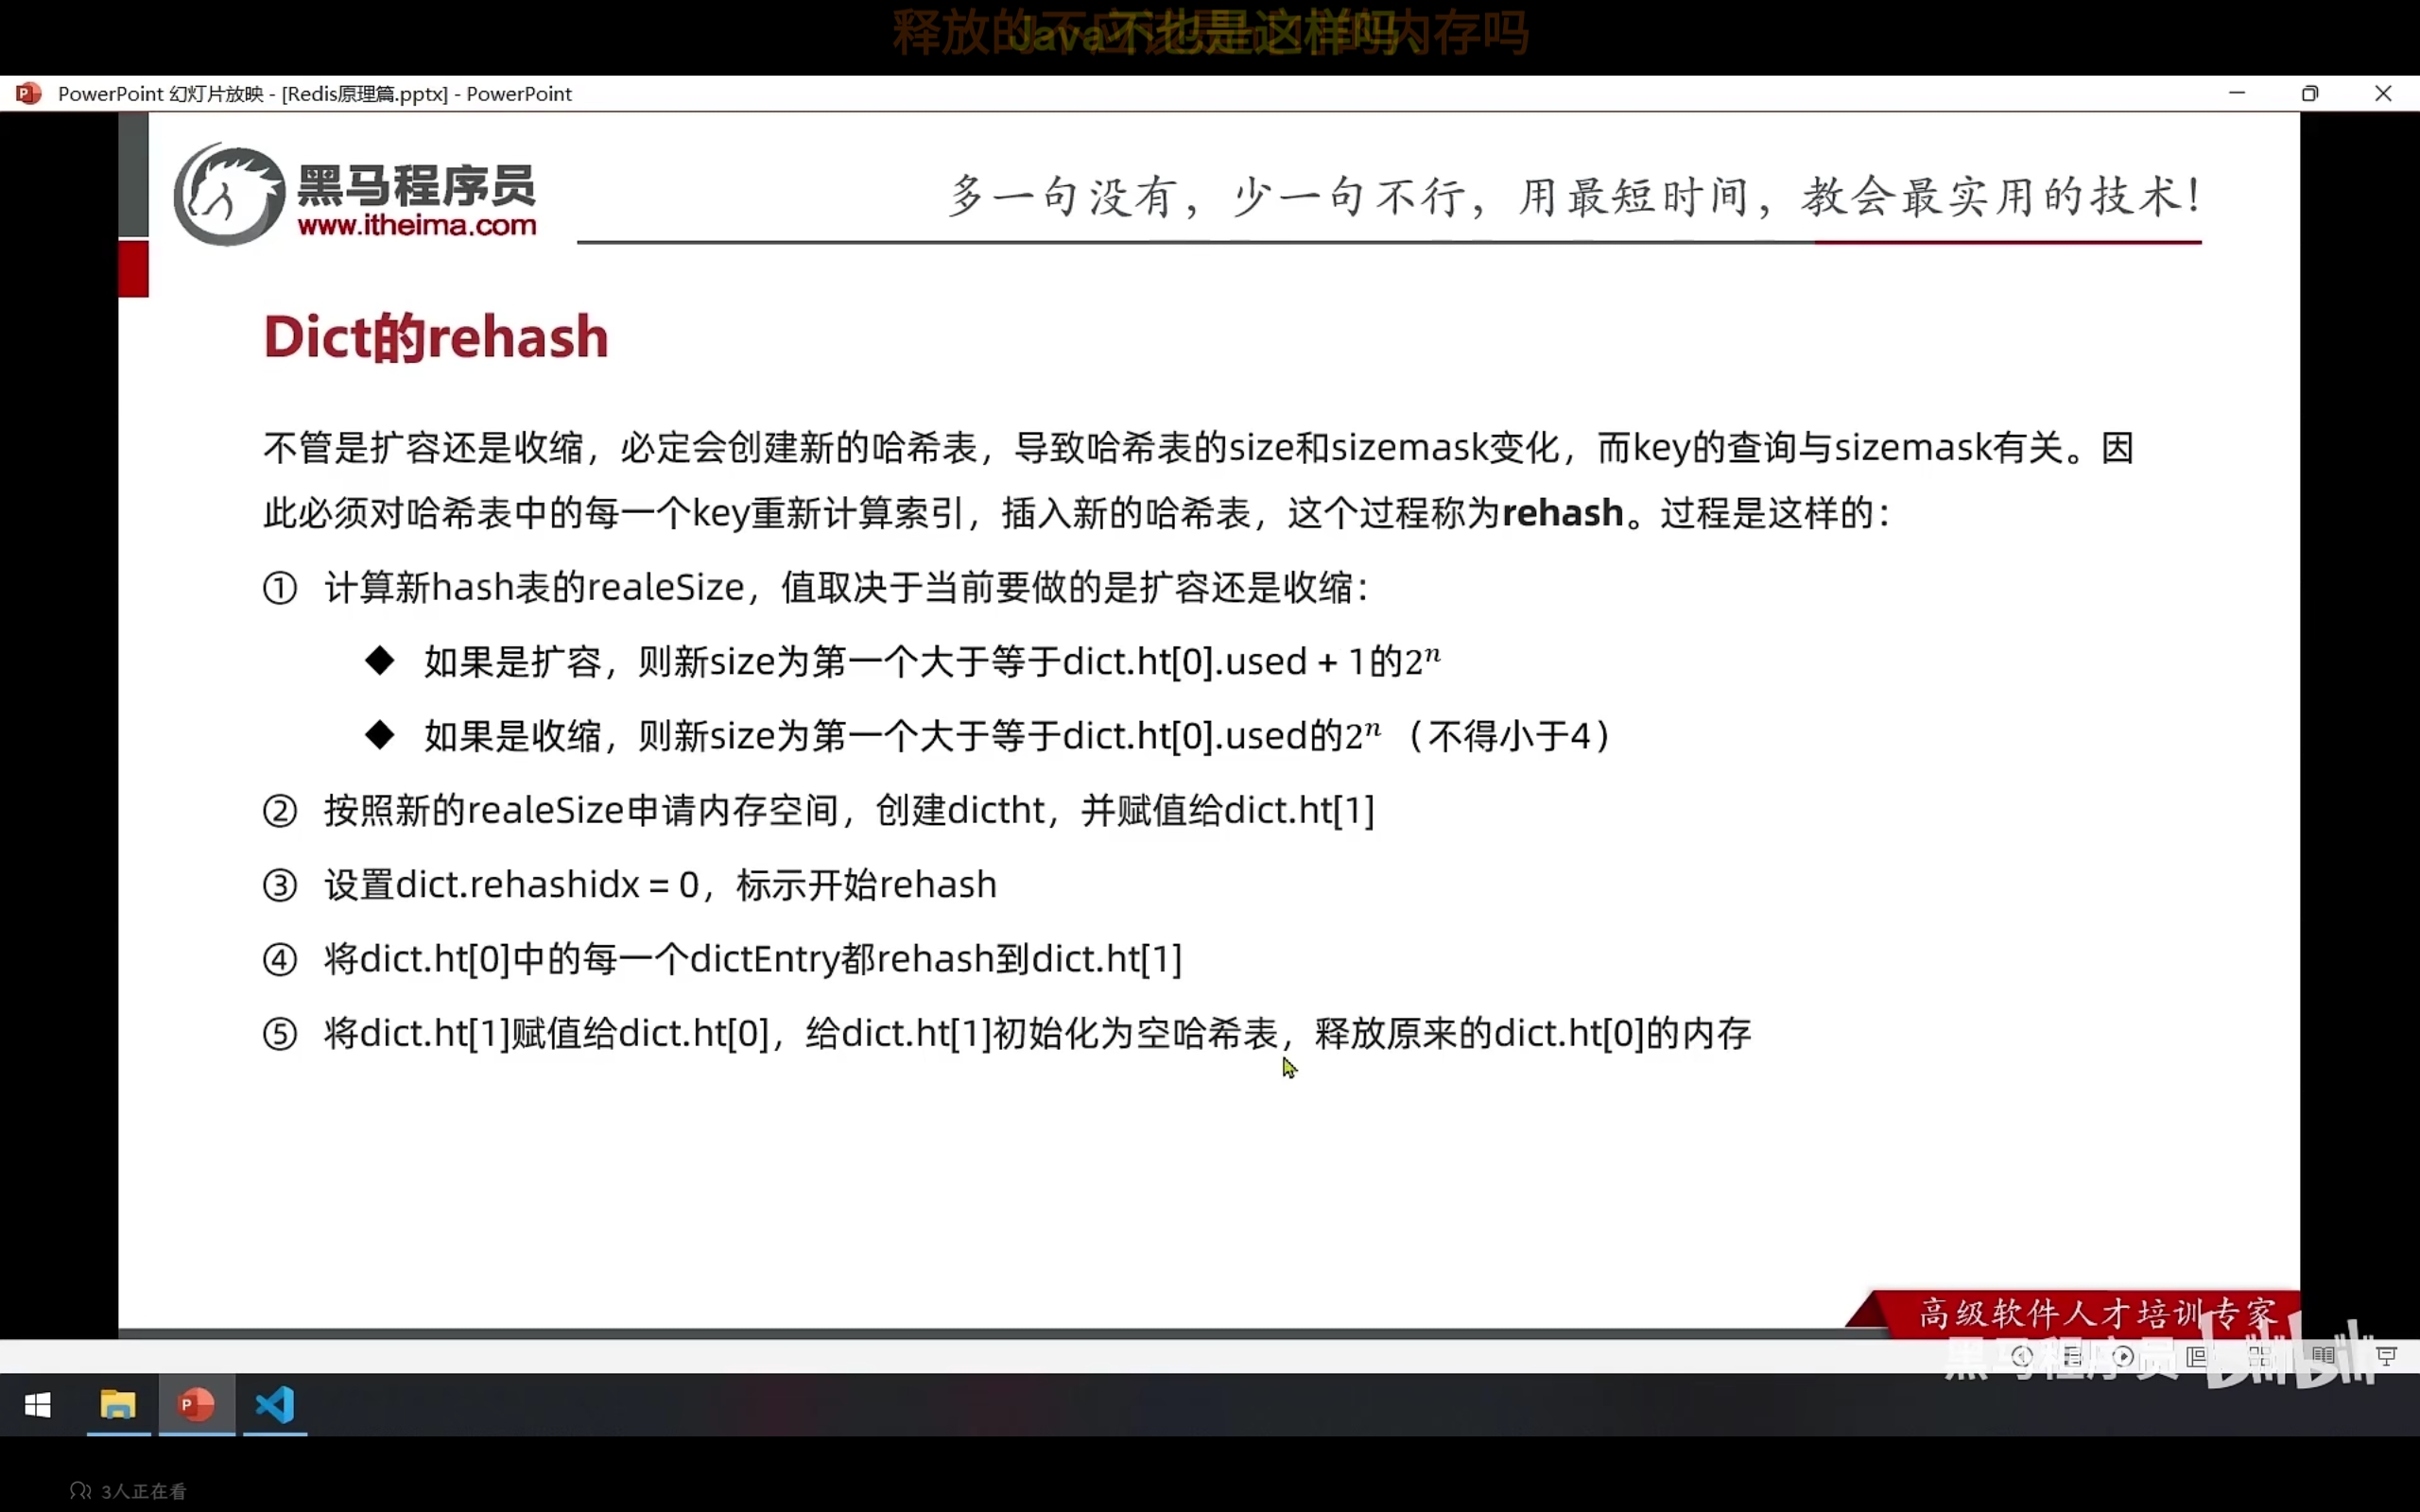 Java不也是这样吗
PowerPoint 幻灯片放映 - [Redis原理篇.pptx] - PowerPoint
黑马程序员
www.itheima.com
多一句没有，少一句不行，用最短时间，教会最实用的技术！
Dict的rehash
不管是扩容还是收缩，必定会创建新的哈希表，导致哈希表的size和sizemask变化，而key的查询与sizemask有关。因
此必须对哈希表中的每一个key重新计算索引，插入新的哈希表，这个过程称为rehash。过程是这样的：
① 计算新hash表的realeSize，值取决于当前要做的是扩容还是收缩：
◆ 如果是扩容，则新size为第一个大于等于dict.ht[0].used + 1的2ⁿ
◆ 如果是收缩，则新size为第一个大于等于dict.ht[0].used的2ⁿ（不得小于4）
② 按照新的realeSize申请内存空间，创建dictht，并赋值给dict.ht[1]
③ 设置dict.rehashidx = 0，标示开始rehash
④ 将dict.ht[0]中的每一个dictEntry都rehash到dict.ht[1]
⑤ 将dict.ht[1]赋值给dict.ht[0]，给dict.ht[1]初始化为空哈希表，释放原来的dict.ht[0]的内存
高级软件人才培训专家
黑马程序员 bilibili
3人正在看